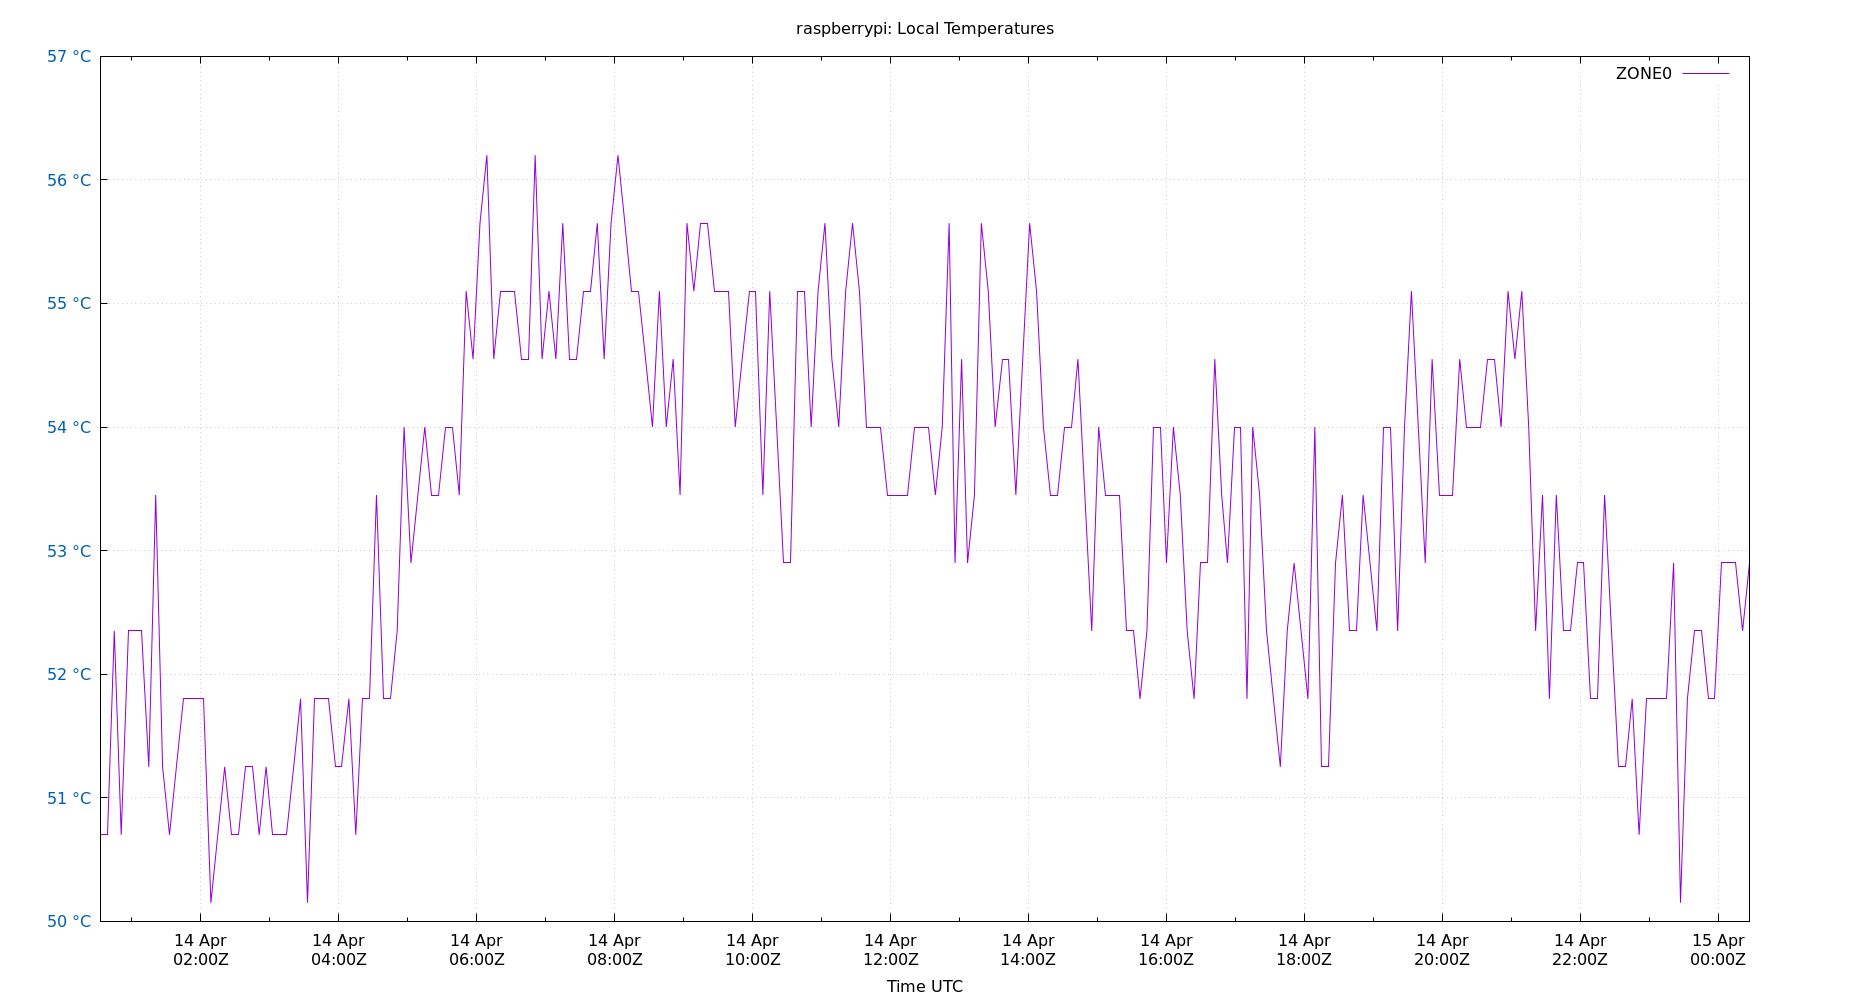 raspberrypi: Local Temperatures
57 °C
ZONE0
56 °C
55 °C
54 °C
53 °C
52 °C
51 °C
50 °C
14 Apr 14 Apr 14 Apr 14 Apr 14 Apr 14 Apr 14 Apr 14 Apr 14 Apr 14 Apr 14 Apr 15 Apr
02:00Z 04:00Z 06:00Z 08:00Z 10:00Z 12:00Z 14:00Z 16:00Z 18:00Z 20:00Z 22:00Z 00:00Z
Time UTC